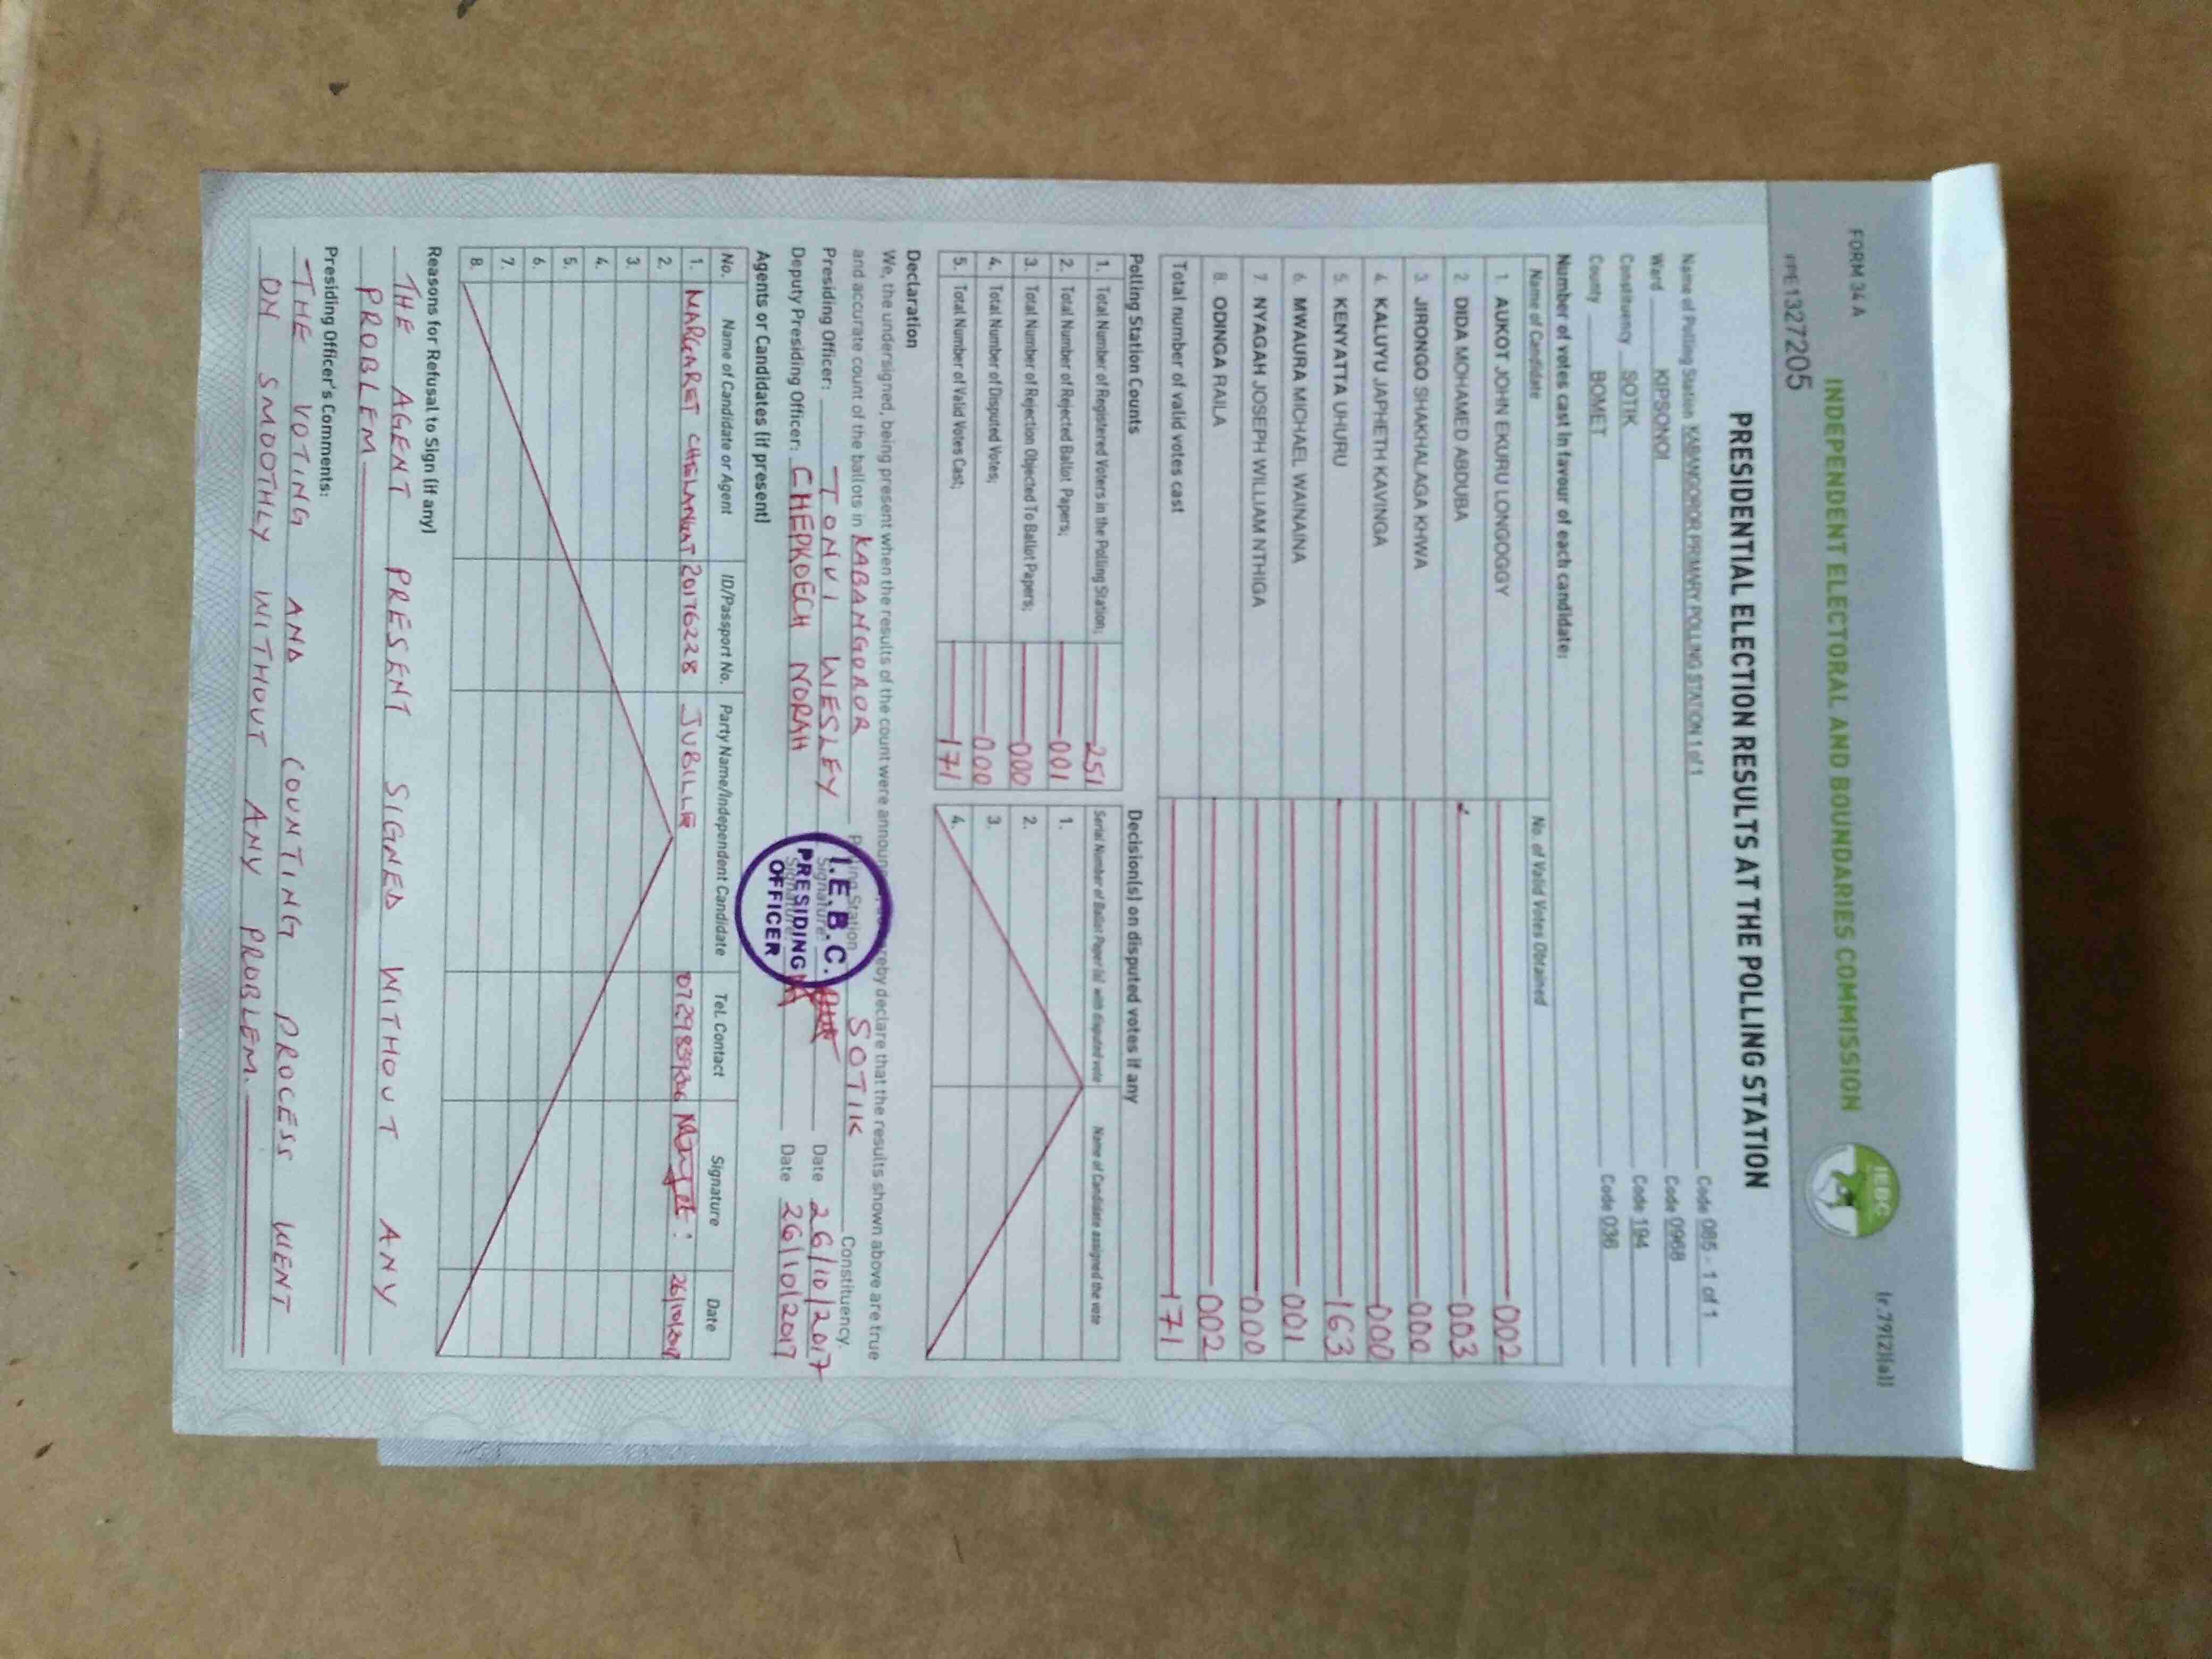 FORM 34A
(r.79(2)(a))
INDEPENDENT ELECTORAL AND BOUNDARIES COMMISSION
IEBC
PE1327205
PRESIDENTIAL ELECTION RESULTS AT THE POLLING STATION
Name of Polling Station KABANGOROR PRIMARY POLLING STATION 1 of 1 Code 085 - 1 of 1
Ward KIPSONOI Code 0968
Constituency SOTIK Code 194
County BOMET Code 036
Number of votes cast in favour of each candidate:
Name of Candidate No. of Valid Votes Obtained
1. AUKOT JOHN EKURU LONGOGGY 002
2. DIDA MOHAMED ABDUBA 003
3. JIRONGO SHAKHALAGA KHWA 000
4. KALUYU JAPHETH KAVINGA 000
5. KENYATTA UHURU 163
6. MWAURA MICHAEL WAINAINA 001
7. NYAGAH JOSEPH WILLIAM NTHIGA 000
8. ODINGA RAILA 002
Total number of valid votes cast 171
Polling Station Counts
1. Total Number of Registered Voters in the Polling Station; 251
2. Total Number of Rejected Ballot Papers; 001
3. Total Number of Rejection Objected To Ballot Papers; 000
4. Total Number of Disputed Votes; 000
5. Total Number of Valid Votes Cast; 171
Decision(s) on disputed votes if any
Serial Number of Ballot Paper (s) with disputed vote Name of Candidate assigned the vote
1.
2.
3.
4.
Declaration
We, the undersigned, being present when the results of the count were announced, hereby declare that the results shown above are true
and accurate count of the ballots in KABANGOROR Polling Station SOTIK Constituency.
Presiding Officer: TONUI WESLEY Signature: Date 26/10/2017
Deputy Presiding Officer: CHEPKOECH NORAH Signature: Date 26/10/2017
I.E.B.C.
PRESIDING
OFFICER
Agents or Candidates (if present)
No. Name of Candidate or Agent ID/Passport No. Party Name/Independent Candidate Tel. Contact Signature Date
1. MARGARET 20176228 JUBILLE 26/10/2017
2.
3.
4.
5.
6.
7.
8.
Reasons for Refusal to Sign (if any)
THE AGENT PRESENT SIGNED WITHOUT ANY
PROBLEM
Presiding Officer's Comments:
THE VOTING AND COUNTING PROCESS WENT
ON SMOOTHLY WITHOUT ANY PROBLEM.